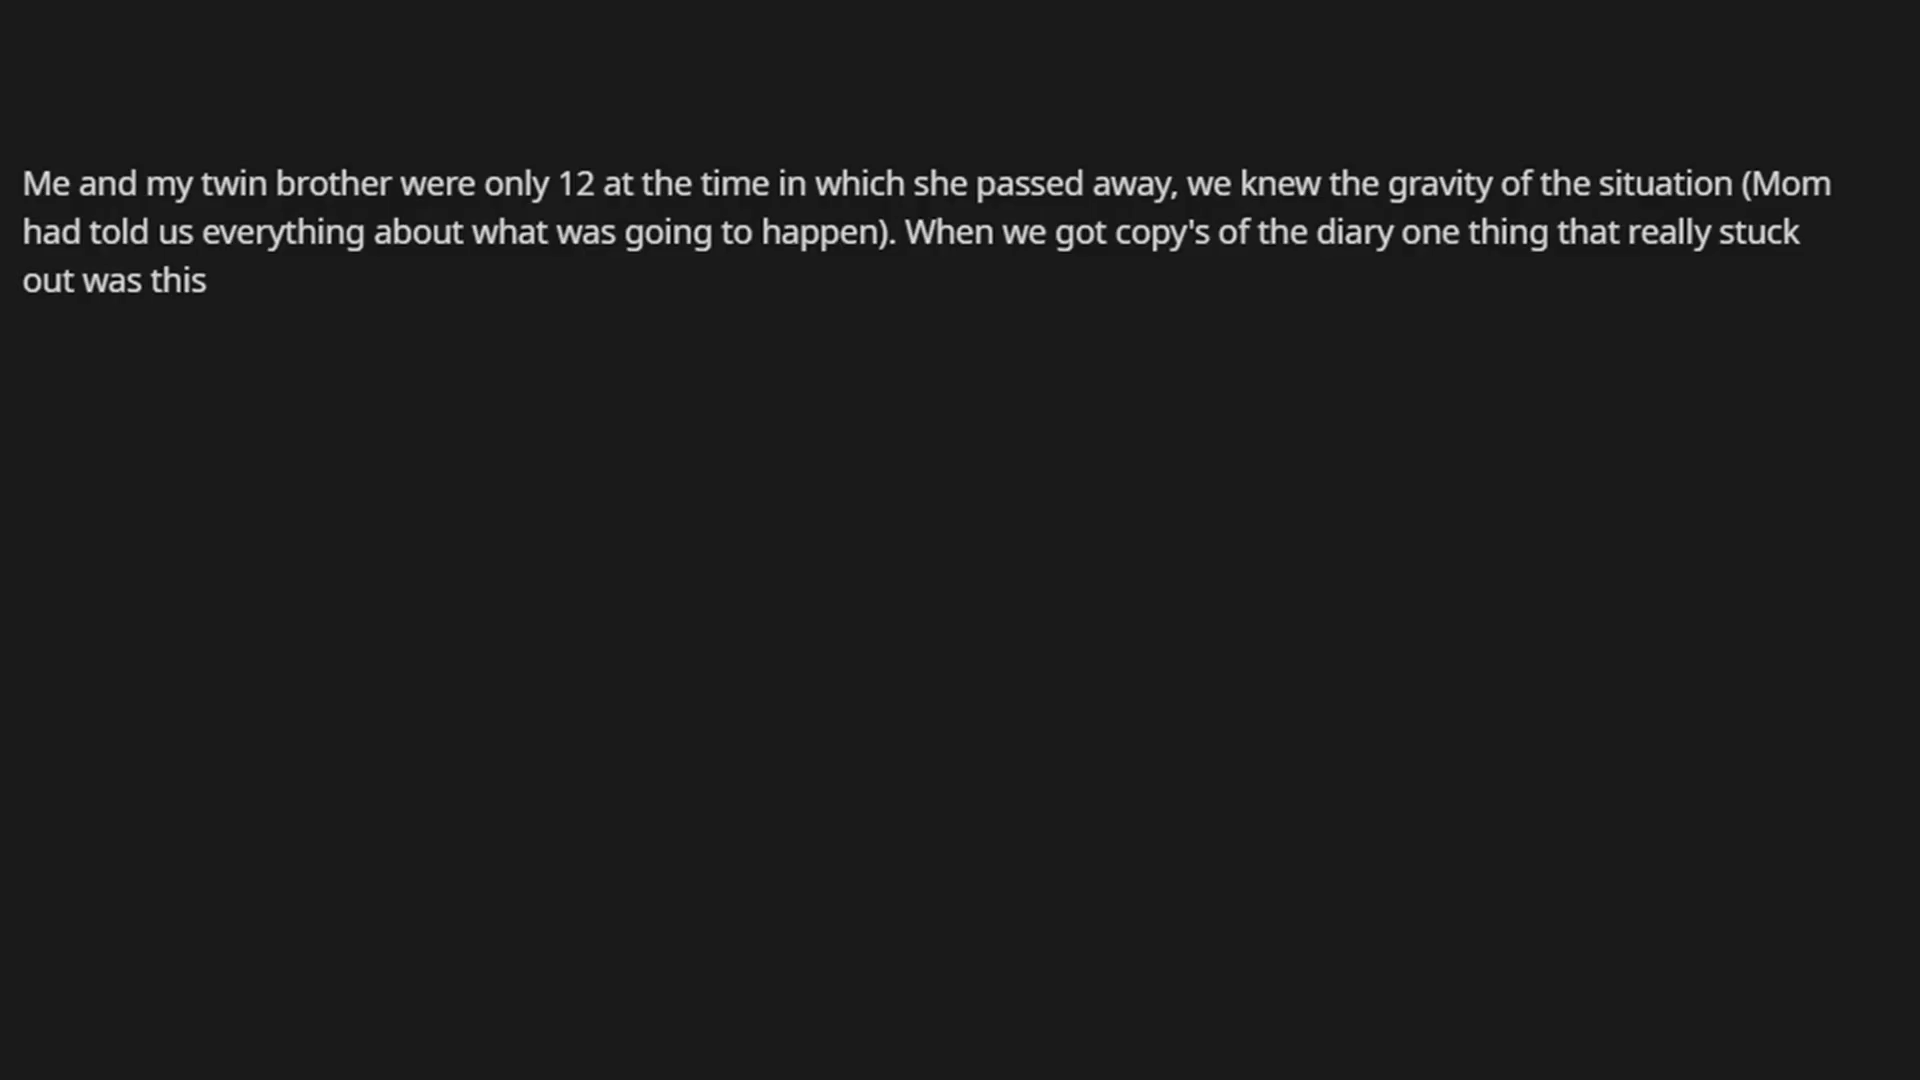 Me and my twin brother were only 12 at the time in which she passed away, we knew the gravity of the situation (Mom
had told us everything about what was going to happen). When we got copy's of the diary one thing that really stuck
out was this